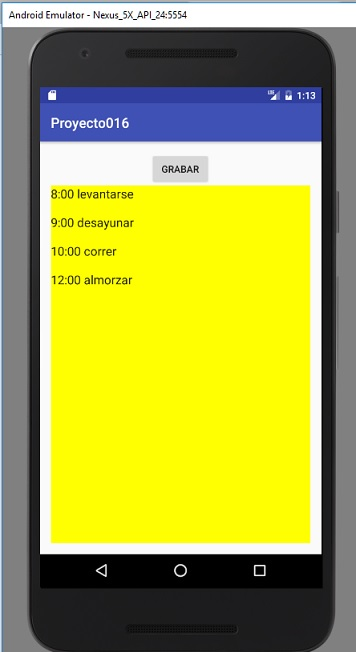 Android Emulator - Nexus_5X_API_24:5554
1:13
Proyecto016
GRABAR
8:00 levantarse
9:00 desayunar
10:00 correr
12:00 almorzar